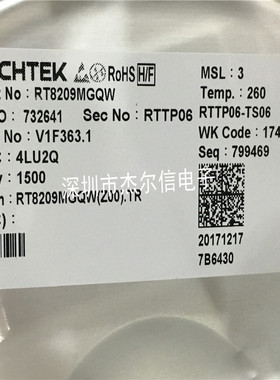 CHTEK RoHS H/F MSL : 3
No : RT8209MGQW Temp. : 260
O : 732641 Sec No : RTTP06 RTTP06-TS06
No. : V1F363.1 WK Code : 174
: 4LU2Q Seq : 799469
y : 1500
深圳市杰尔信电子
: RT8209MGQW(Z00).TR
C) :
20171217
7B6430